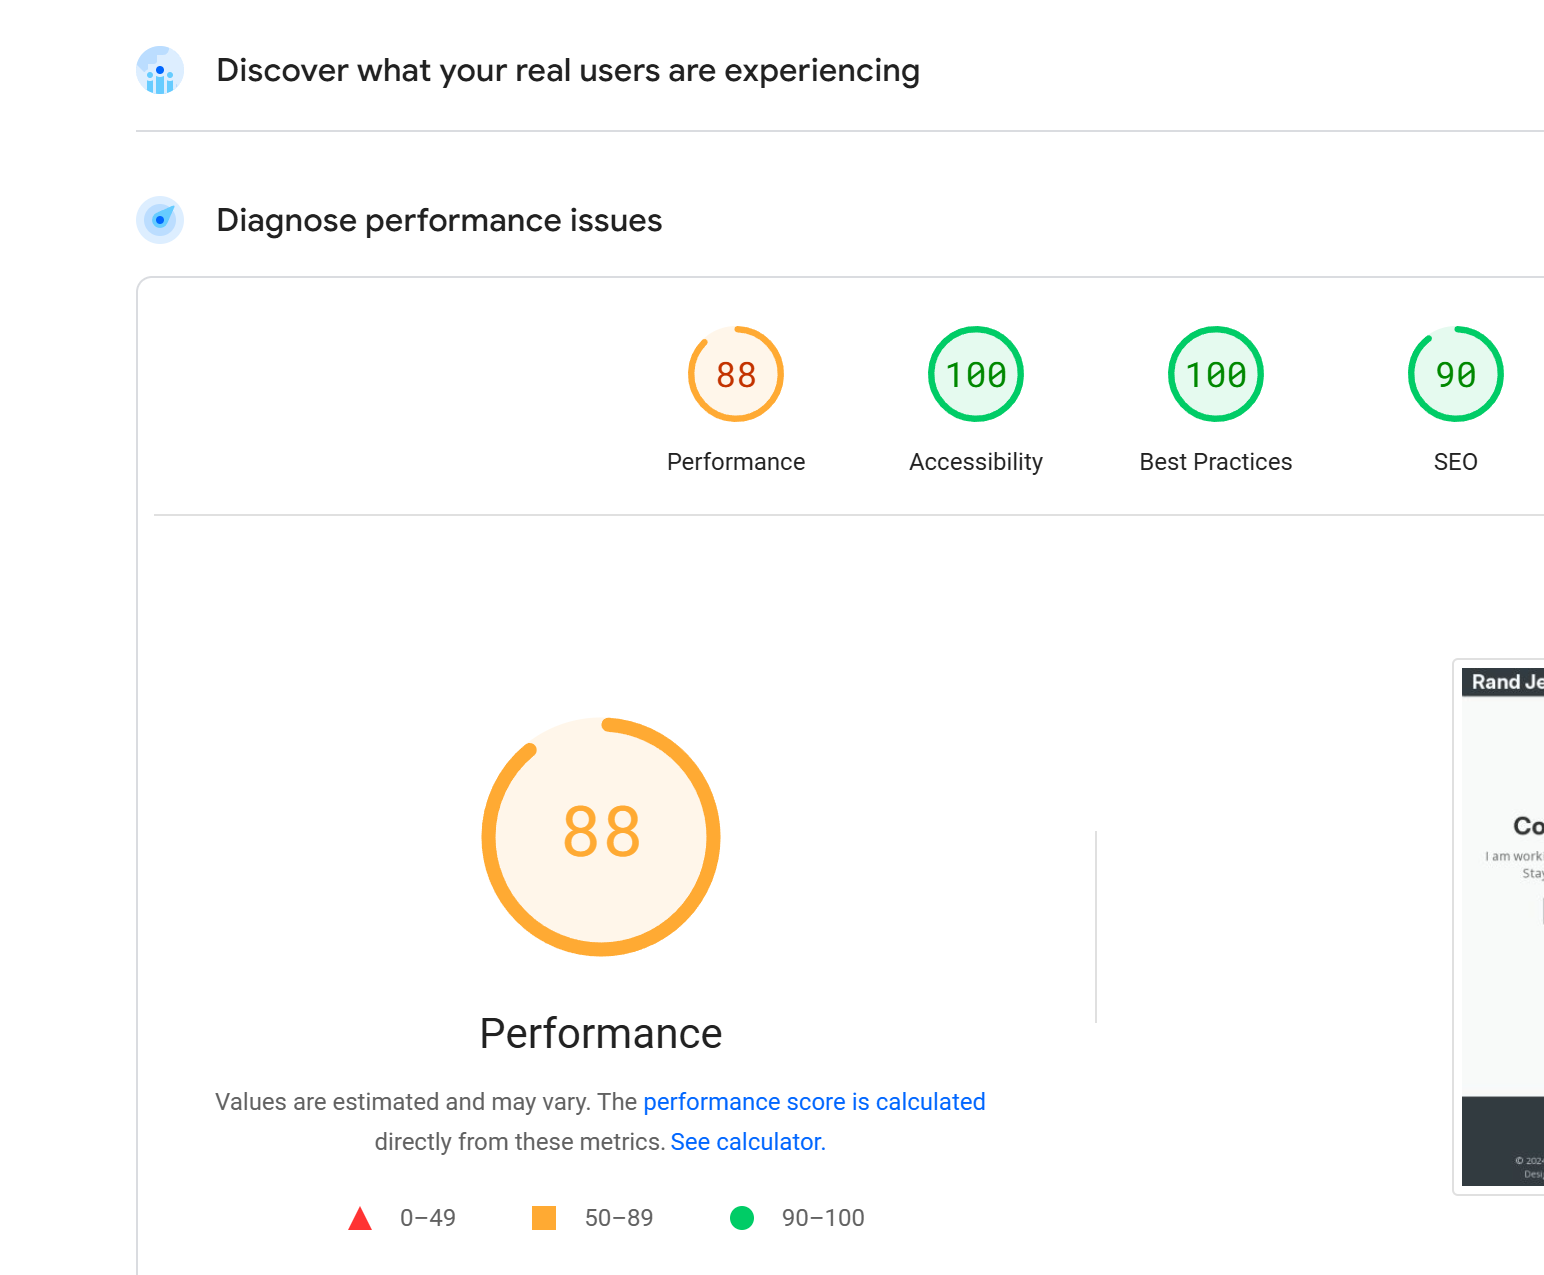 Discover what your real users are experiencing
Diagnose performance issues
88
100
100
90
Performance
Accessibility
Best Practices
SEO
Rand Je
88
Co
I am worki
Stay
Performance
Values are estimated and may vary. The performance score is calculated
directly from these metrics. See calculator.
© 202
Desi
0–49
50–89
90–100